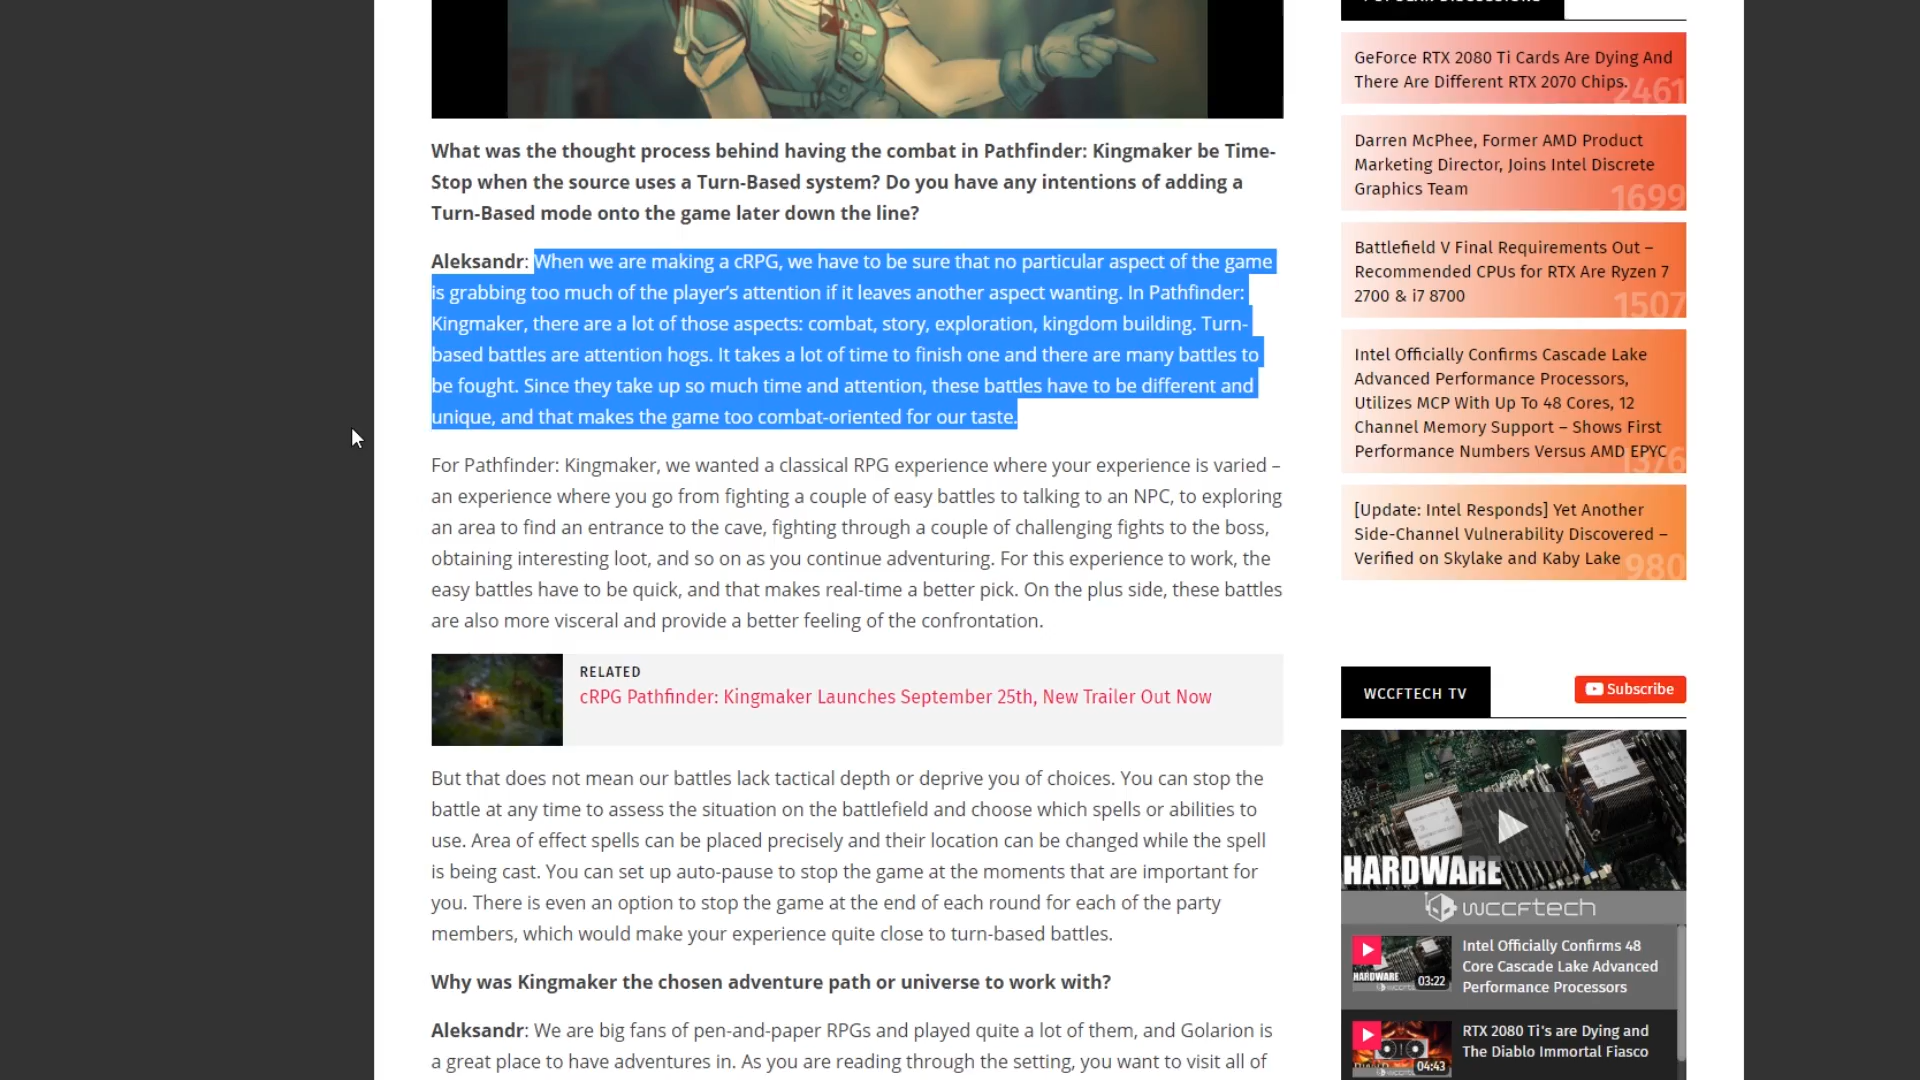 What was the thought process behind having the combat in Pathfinder: Kingmaker be Time-
Stop when the source uses a Turn-Based system? Do you have any intentions of adding a
Turn-Based mode onto the game later down the line?
Aleksandr: When we are making a cRPG, we have to be sure that no particular aspect of the game
is grabbing too much of the player’s attention if it leaves another aspect wanting. In Pathfinder:
Kingmaker, there are a lot of those aspects: combat, story, exploration, kingdom building. Turn-
based battles are attention hogs. It takes a lot of time to finish one and there are many battles to
be fought. Since they take up so much time and attention, these battles have to be different and
unique, and that makes the game too combat-oriented for our taste.
For Pathfinder: Kingmaker, we wanted a classical RPG experience where your experience is varied –
an experience where you go from fighting a couple of easy battles to talking to an NPC, to exploring
an area to find an entrance to the cave, fighting through a couple of challenging fights to the boss,
obtaining interesting loot, and so on as you continue adventuring. For this experience to work, the
easy battles have to be quick, and that makes real-time a better pick. On the plus side, these battles
are also more visceral and provide a better feeling of the confrontation.
RELATED
cRPG Pathfinder: Kingmaker Launches September 25th, New Trailer Out Now
But that does not mean our battles lack tactical depth or deprive you of choices. You can stop the
battle at any time to assess the situation on the battlefield and choose which spells or abilities to
use. Area of effect spells can be placed precisely and their location can be changed while the spell
is being cast. You can set up auto-pause to stop the game at the moments that are important for
you. There is even an option to stop the game at the end of each round for each of the party
members, which would make your experience quite close to turn-based battles.
Why was Kingmaker the chosen adventure path or universe to work with?
Aleksandr: We are big fans of pen-and-paper RPGs and played quite a lot of them, and Golarion is
a great place to have adventures in. As you are reading through the setting, you want to visit all of
GeForce RTX 2080 Ti Cards Are Dying And
There Are Different RTX 2070 Chips.
2461
Darren McPhee, Former AMD Product
Marketing Director, Joins Intel Discrete
Graphics Team
1699
Battlefield V Final Requirements Out –
Recommended CPUs for RTX Are Ryzen 7
2700 & i7 8700
1507
Intel Officially Confirms Cascade Lake
Advanced Performance Processors,
Utilizes MCP With Up To 48 Cores, 12
Channel Memory Support – Shows First
Performance Numbers Versus AMD EPYC
1376
[Update: Intel Responds] Yet Another
Side-Channel Vulnerability Discovered –
Verified on Skylake and Kaby Lake
980
WCCFTECH TV
Subscribe
HARDWARE
wccftech
Intel Officially Confirms 48
Core Cascade Lake Advanced
Performance Processors
HARDWARE
03:22
RTX 2080 Ti's are Dying and
The Diablo Immortal Fiasco
04:43